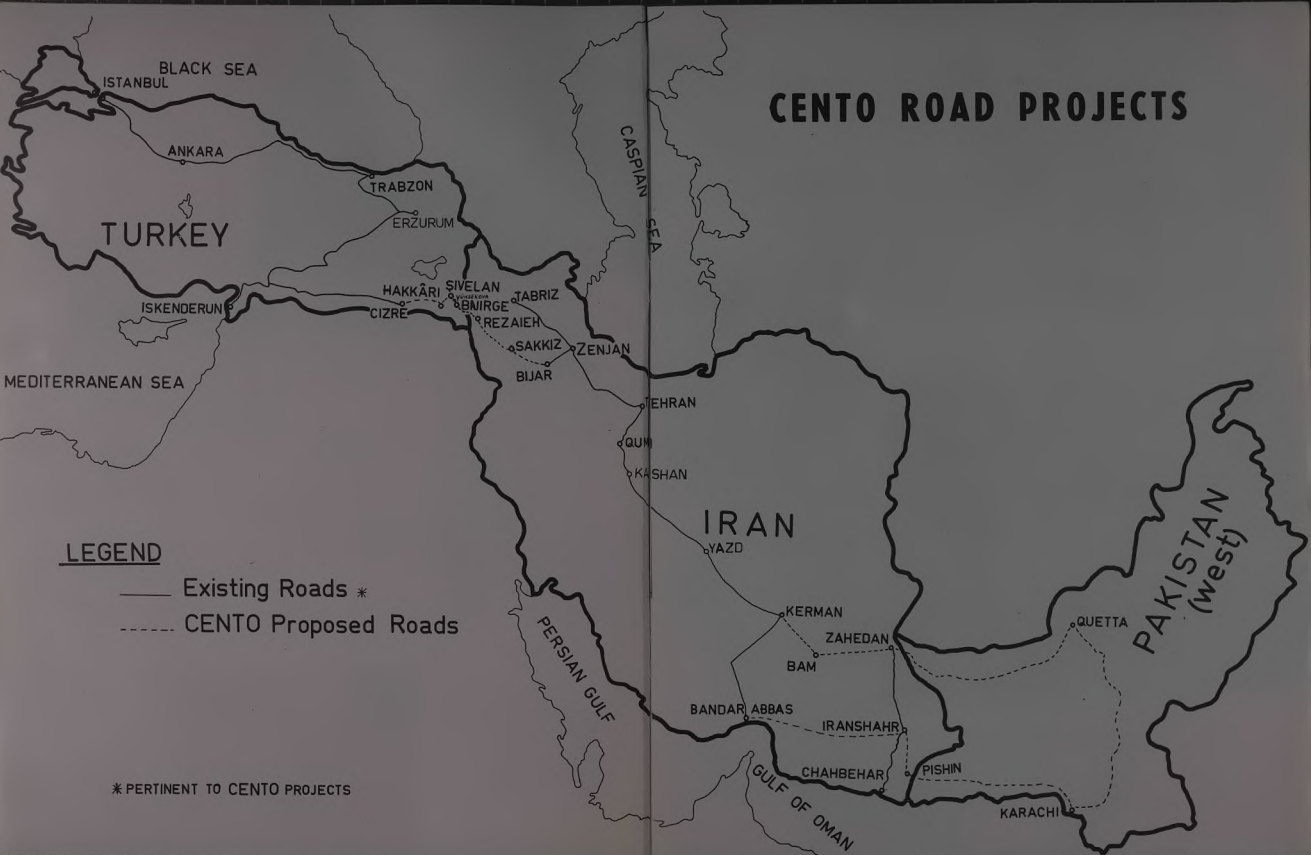 CENTO ROAD PROJECTS
BLACK SEA
ISTANBUL
ANKARA
TRABZON
ERZURUM
TURKEY
CASPIAN SEA
HAKKÂRİ
SIVELAN
BNIRGE
TABRIZ
CIZRE
ISKENDERUN
REZAIEH
SAKKIZ
ZENJAN
BIJAR
MEDITERRANEAN SEA
TEHRAN
QUM
KASHAN
IRAN
YAZD
PAKISTAN
(west)
LEGEND
Existing Roads *
CENTO Proposed Roads
KERMAN
ZAHEDAN
QUETTA
BAM
PERSIAN GULF
BANDAR ABBAS
IRANSHAHR
CHAHBEHAR
PISHIN
GULF OF OMAN
KARACHI
* PERTINENT TO CENTO PROJECTS